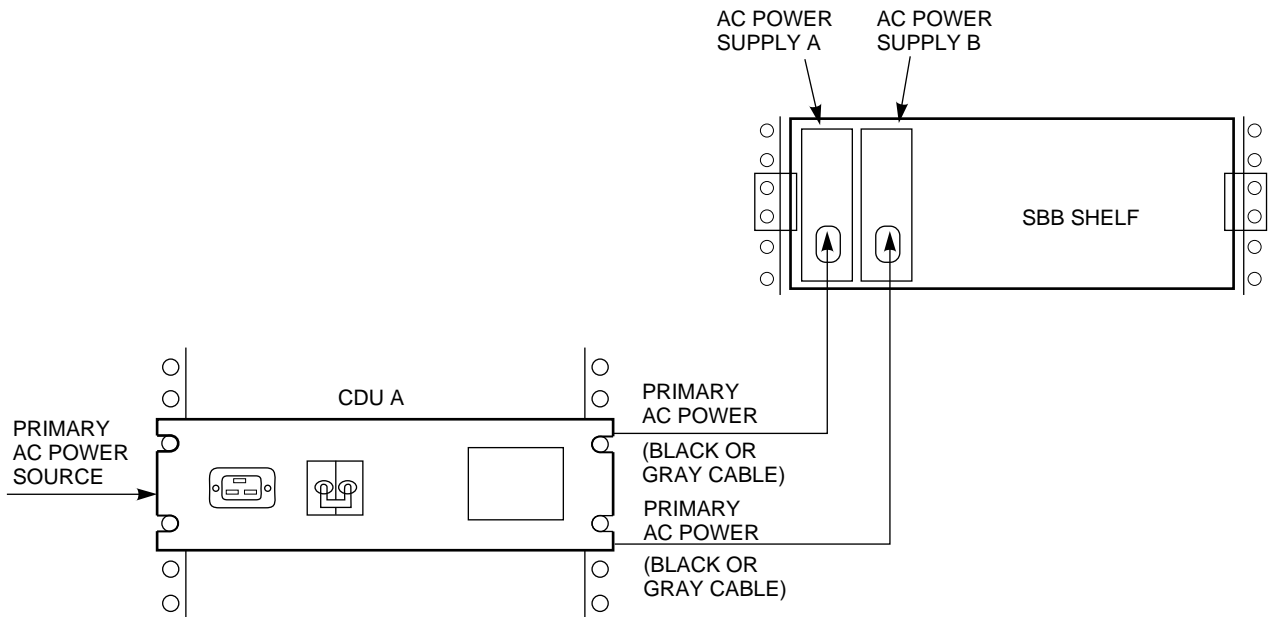 AC POWER
SUPPLY A
AC POWER
SUPPLY B
SBB SHELF
CDU A
PRIMARY
AC POWER
SOURCE
PRIMARY
AC POWER
(BLACK OR
GRAY CABLE)
PRIMARY
AC POWER
(BLACK OR
GRAY CABLE)